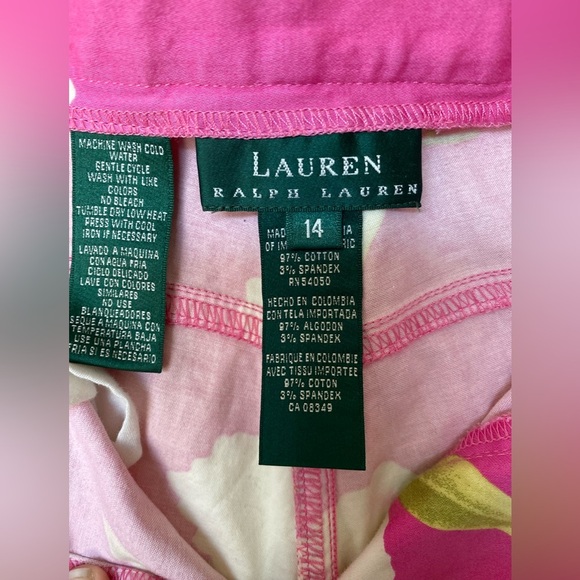 MACHINE WASH COLD
WATER
GENTLE CYCLE
WASH WITH LIKE
COLORS
NO BLEACH
TUMBLE DRY LOW HEAT
PRESS WITH COOL
IRON IF NECESSARY
LAVADO A MAQUINA
CON AGUA FRIA
CICLO DELICADO
LAVE CON COLORES
SIMILARES
NO USE
BLANQUEADORES
SEQUE A MAQUINA CON
TEMPERATURA BAJA
USE UNA PLANCHA
FRIA SI ES NECESARIO
LAUREN
RALPH LAUREN
14
MADE
OF
97% COTTON
3% SPANDEX
RN54050
HECHO EN COLOMBIA
CON TELA IMPORTADA
97% ALGODON
3% SPANDEX
FABRIQUE EN COLOMBIE
AVEC TISSU IMPORTE
97% COTON
3% SPANDEX
CA 08349